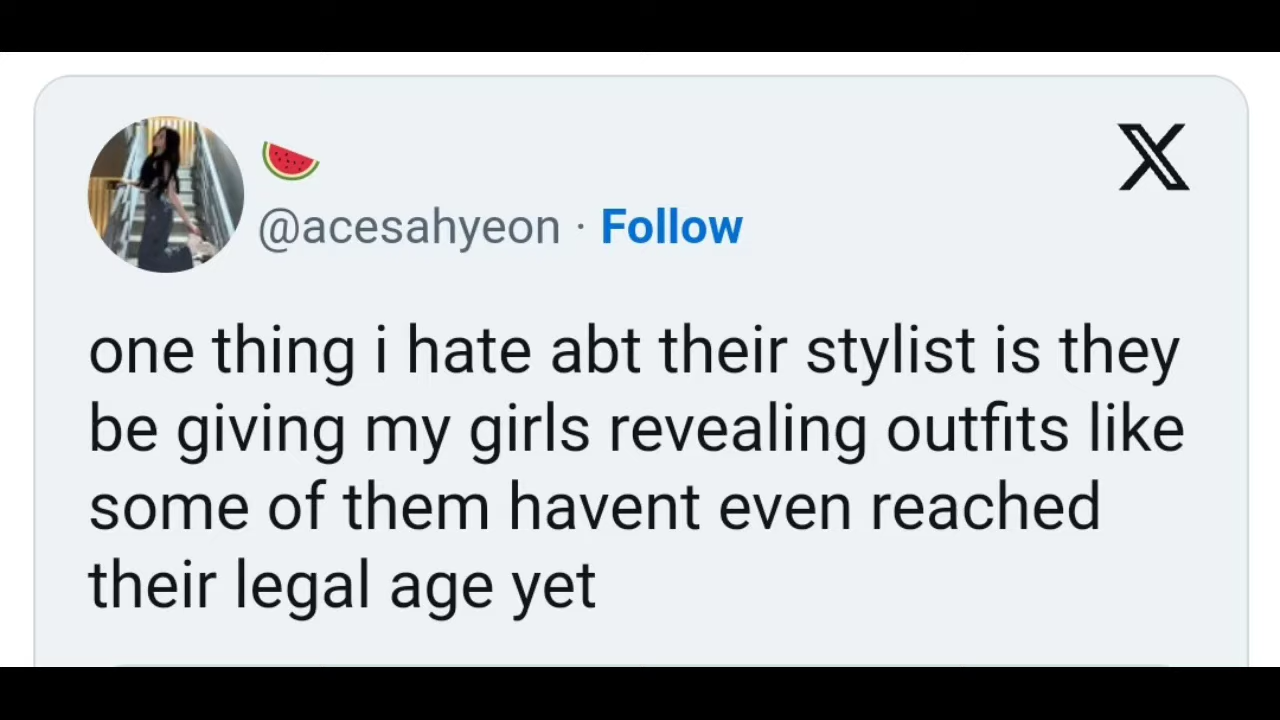 🍉
@acesahyeon · Follow
one thing i hate abt their stylist is they
be giving my girls revealing outfits like
some of them havent even reached
their legal age yet